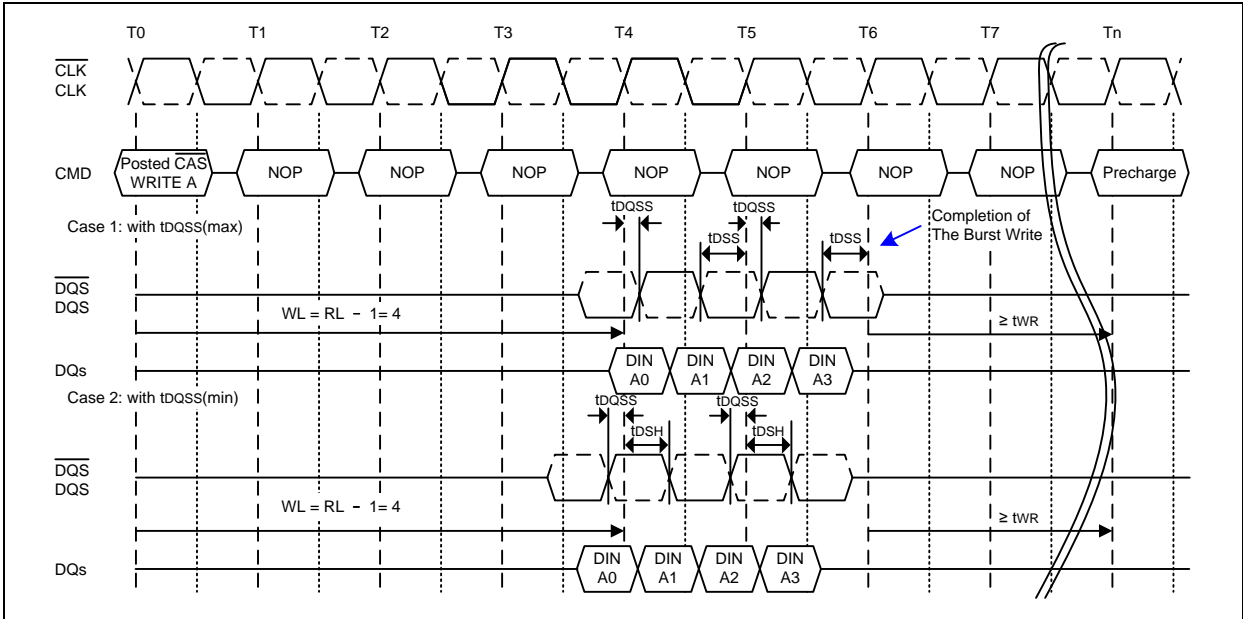 T0 T1 T2 T3 T4 T5 T6 T7 Tn
CLK
CLK
CMD
Posted CAS
WRITE A
NOP NOP NOP NOP NOP NOP NOP Precharge
Case 1: with tDQSS(max)
tDQSS tDQSS
tDSS tDSS
Completion of
The Burst Write
DQS
DQS
WL = RL - 1= 4
≥ tWR
DQs
DIN
A0
DIN
A1
DIN
A2
DIN
A3
Case 2: with tDQSS(min)
tDQSS tDQSS
tDSH tDSH
DQS
DQS
WL = RL - 1= 4
≥ tWR
DQs
DIN
A0
DIN
A1
DIN
A2
DIN
A3